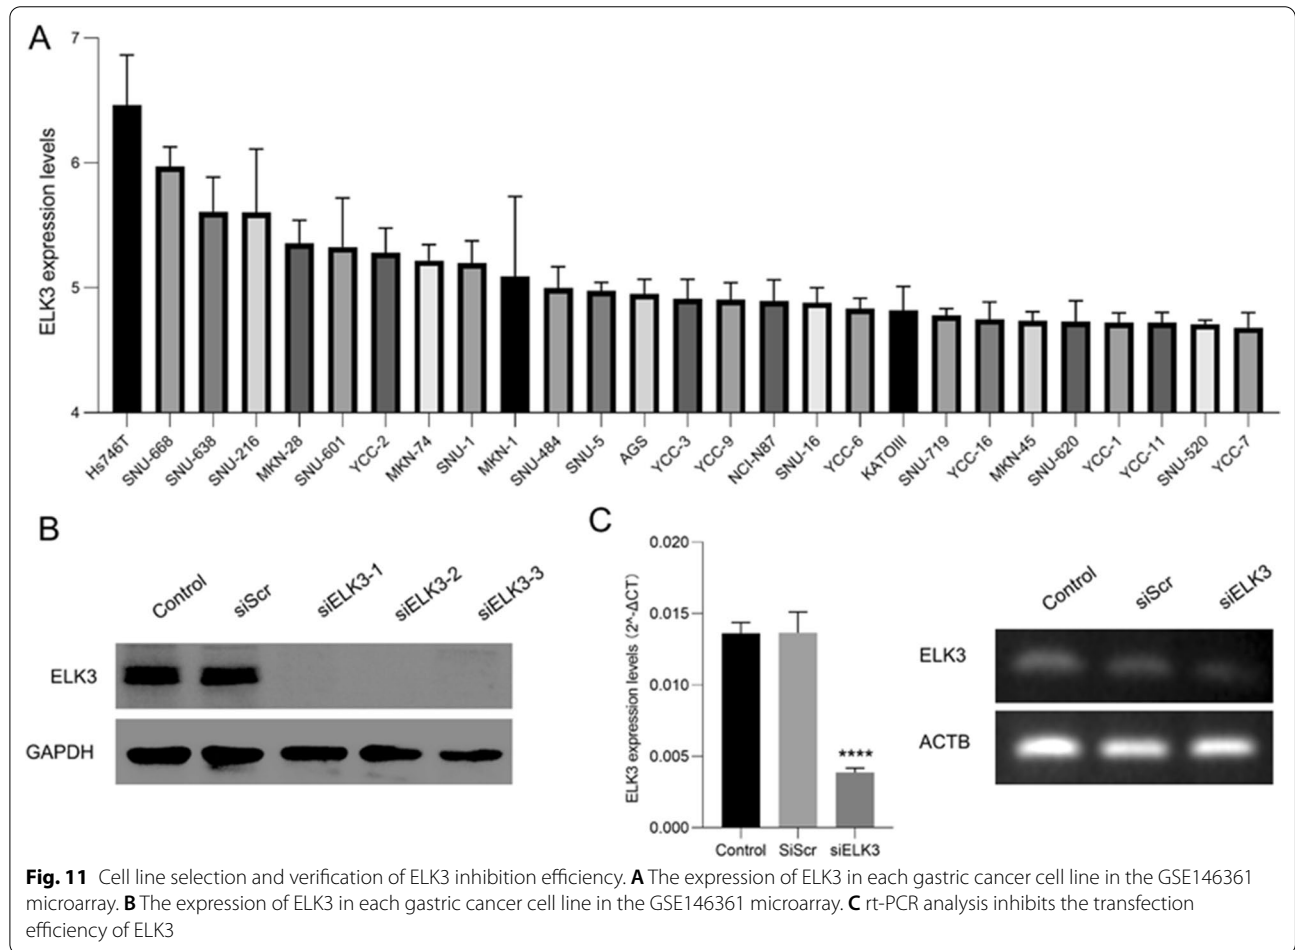 A
7
6
5
4
ELK3 expression levels
Hs746T
SNU-668
SNU-638
SNU-216
MKN-28
SNU-601
YCC-2
MKN-74
SNU-1
MKN-1
SNU-484
SNU-5
AGS
YCC-3
YCC-9
NCI-N87
SNU-16
YCC-6
KATOIII
SNU-719
YCC-16
MKN-45
SNU-620
YCC-1
YCC-11
SNU-520
YCC-7
B
Control
siScr
siELK3-1
siELK3-2
siELK3-3
ELK3
GAPDH
C
ELK3 expression levels (2^-ΔCT)
0.020
0.015
0.010
0.005
0.000
****
Control
SiScr
siELK3
Control
siScr
siELK3
ELK3
ACTB
Fig. 11 Cell line selection and verification of ELK3 inhibition efficiency. A The expression of ELK3 in each gastric cancer cell line in the GSE146361
microarray. B The expression of ELK3 in each gastric cancer cell line in the GSE146361 microarray. C rt-PCR analysis inhibits the transfection
efficiency of ELK3